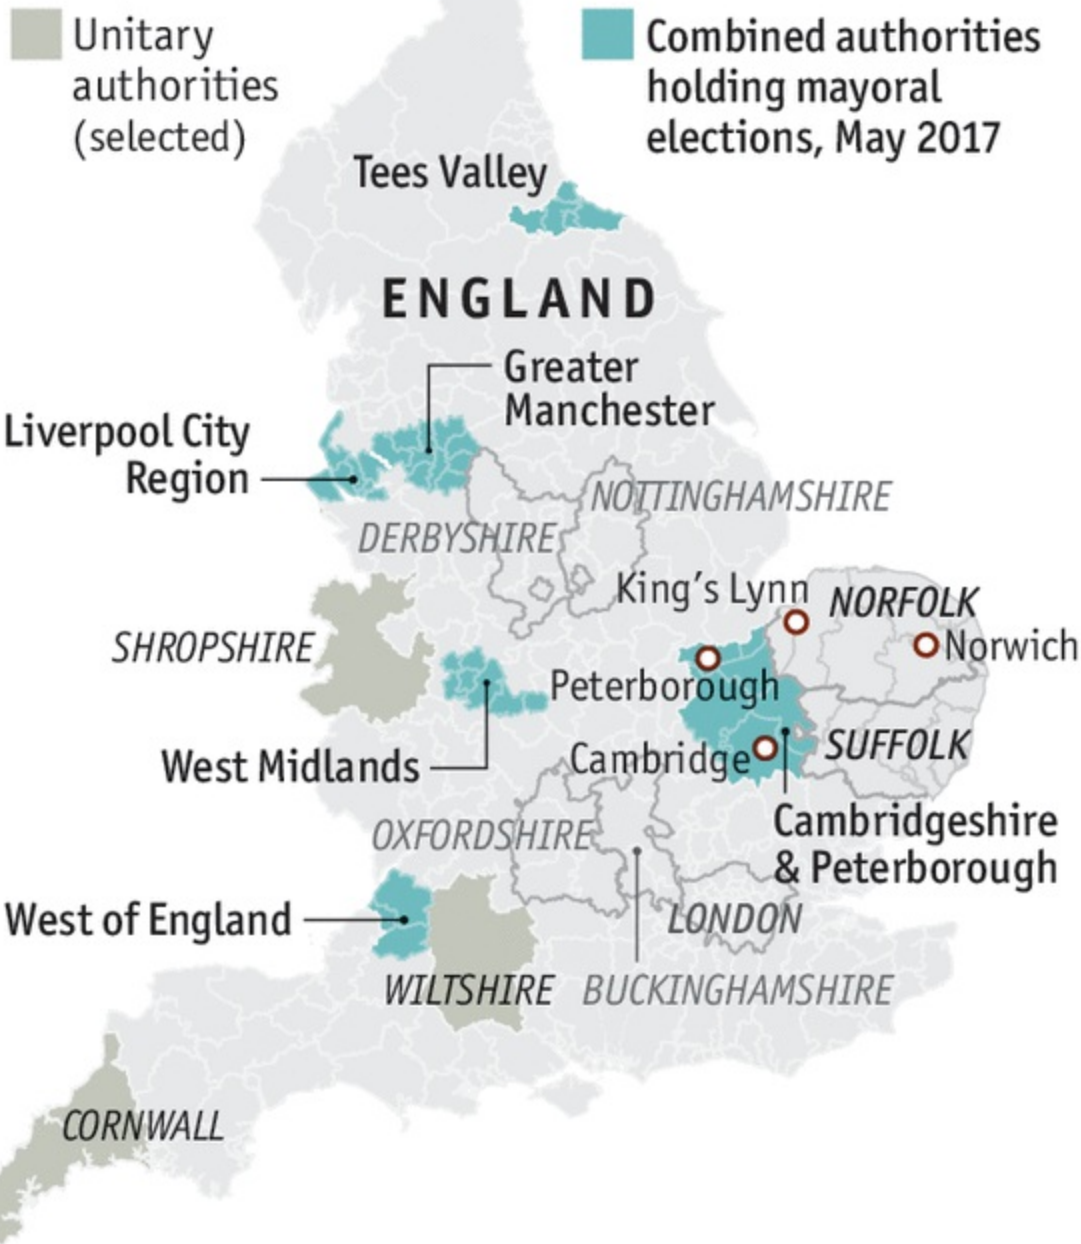 Unitary
authorities
(selected)
Combined authorities
holding mayoral
elections, May 2017
Tees Valley
ENGLAND
Greater
Manchester
Liverpool City
Region
NOTTINGHAMSHIRE
DERBYSHIRE
King’s Lynn
NORFOLK
SHROPSHIRE
Norwich
Peterborough
SUFFOLK
Cambridge
West Midlands
Cambridgeshire
& Peterborough
OXFORDSHIRE
West of England
LONDON
WILTSHIRE
BUCKINGHAMSHIRE
CORNWALL